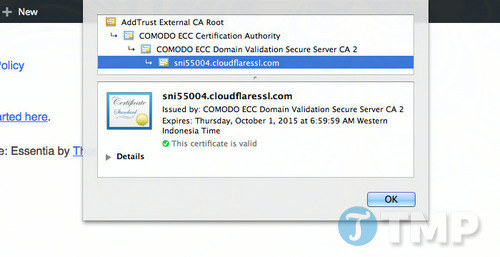 + New
AddTrust External CA Root
COMODO ECC Certification Authority
COMODO ECC Domain Validation Secure Server CA 2
sni55004.cloudflaressl.com
Policy
arted here.
e: Essentia by Th
Certificate
Standard
sni55004.cloudflaressl.com
Issued by: COMODO ECC Domain Validation Secure Server CA 2
Expires: Thursday, October 1, 2015 at 6:59:59 AM Western
Indonesia Time
This certificate is valid
Details
OK
TMP